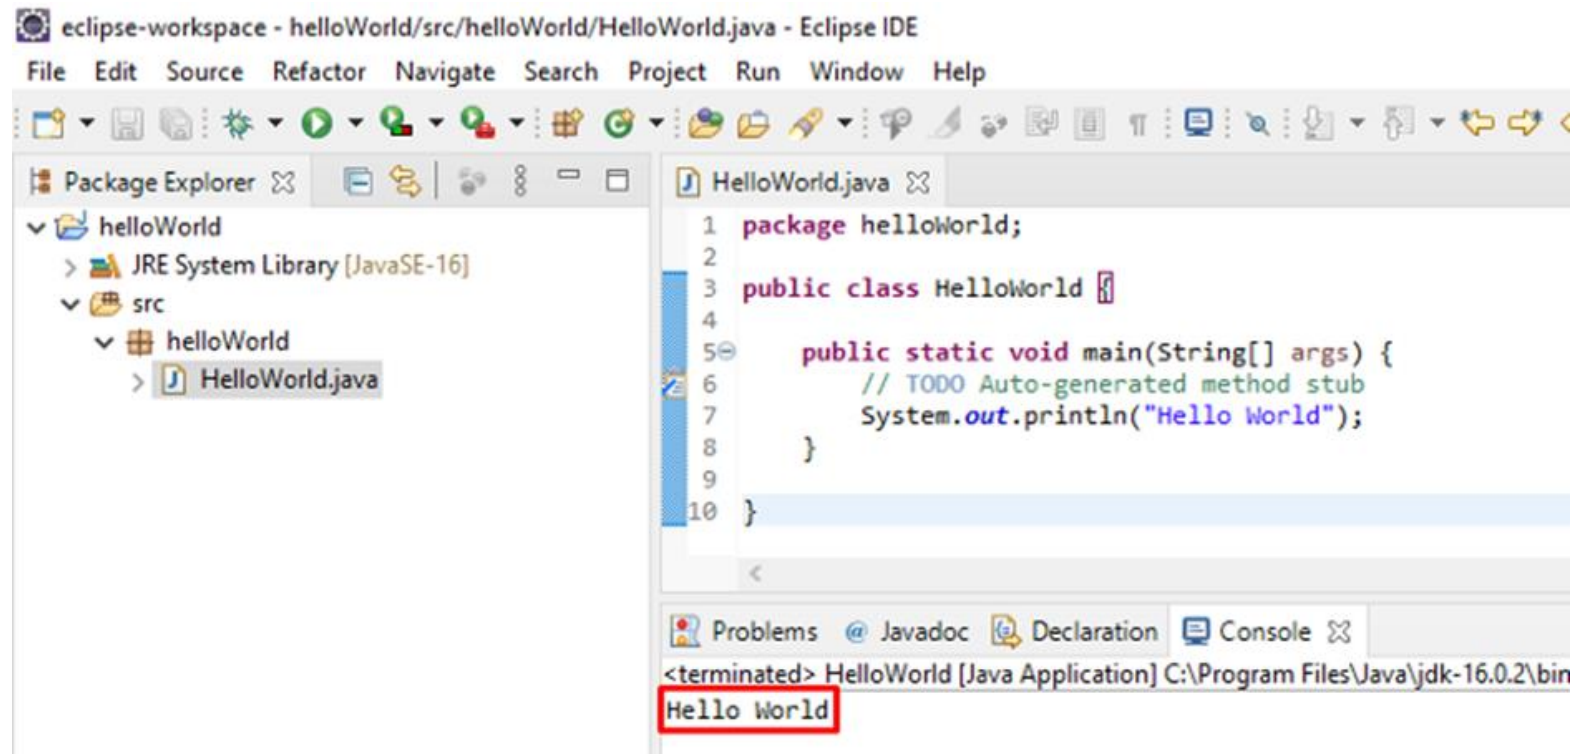 eclipse-workspace - helloWorld/src/helloWorld/HelloWorld.java - Eclipse IDE
File Edit Source Refactor Navigate Search Project Run Window Help
Package Explorer
helloWorld
JRE System Library [JavaSE-16]
src
helloWorld
HelloWorld.java
HelloWorld.java
1 package helloWorld;
2
3 public class HelloWorld {
4
5 public static void main(String[] args) {
6 // TODO Auto-generated method stub
7 System.out.println("Hello World");
8 }
9
10 }
Problems @ Javadoc Declaration Console
<terminated> HelloWorld [Java Application] C:\Program Files\Java\jdk-16.0.2\bin
Hello World